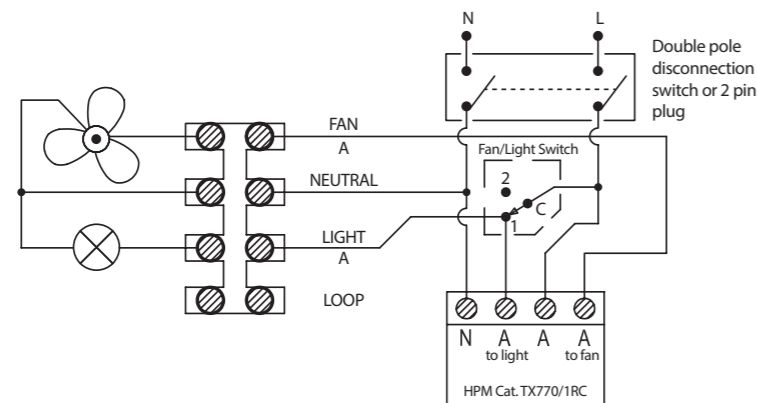 N
L
Double pole
disconnection
switch or 2 pin
plug
FAN
A
Fan/Light Switch
2
NEUTRAL
C
1
LIGHT
A
LOOP
N A A A
to light to fan
HPM Cat. TX770/1RC